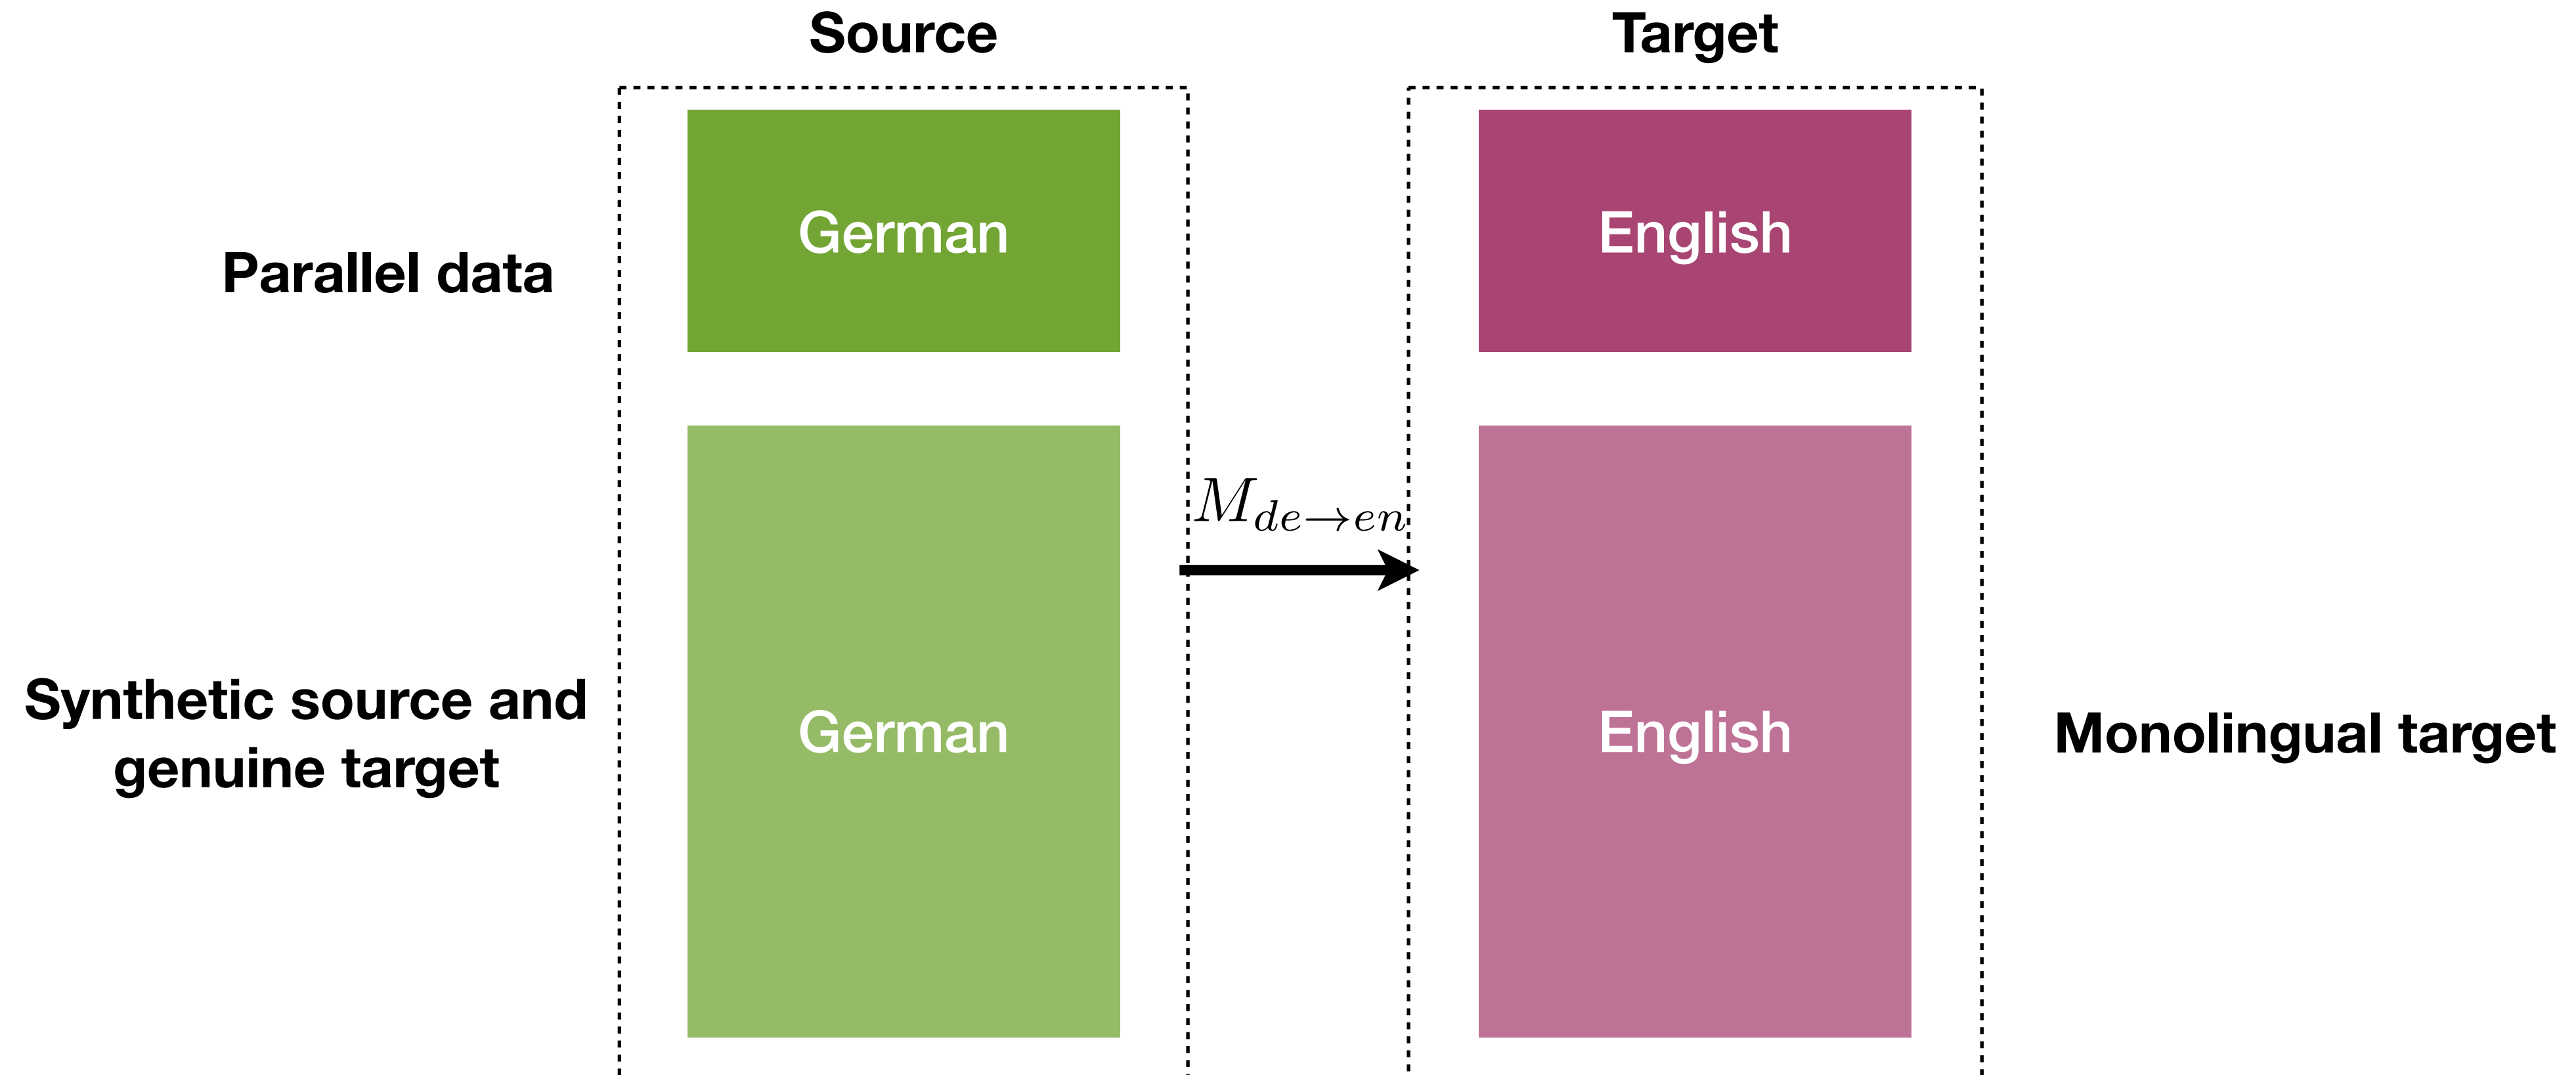 Source
Target
German
English
Parallel data
M_{de→en}
Synthetic source and
genuine target
German
English
Monolingual target